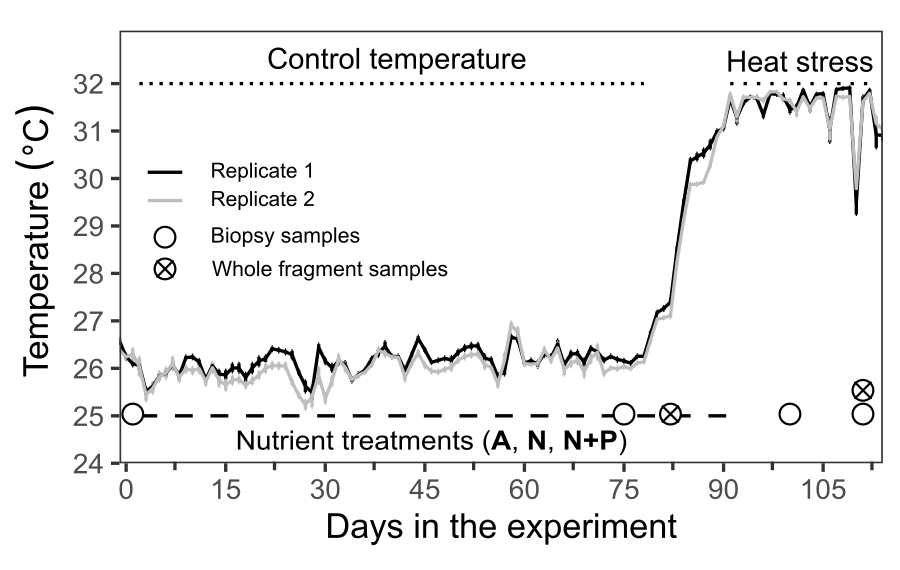 Control temperature
Heat stress
32
31
30
29
28
27
26
25
24
Temperature (°C)
Replicate 1
Replicate 2
Biopsy samples
Whole fragment samples
Nutrient treatments (A, N, N+P)
0 15 30 45 60 75 90 105
Days in the experiment